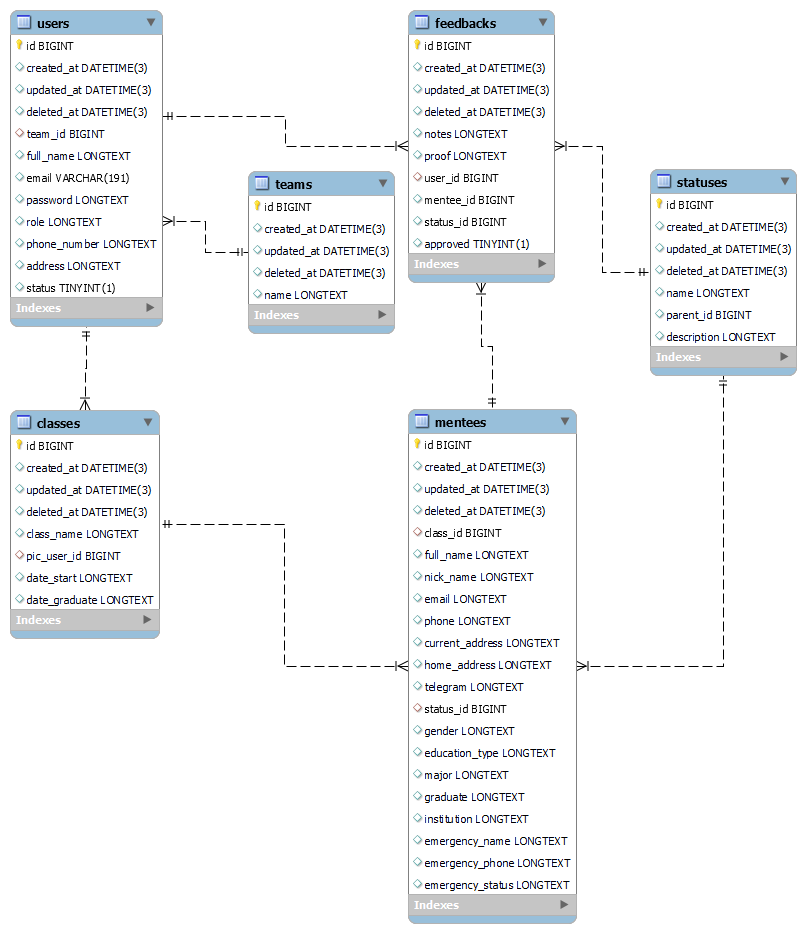 users
id BIGINT
created_at DATETIME(3)
updated_at DATETIME(3)
deleted_at DATETIME(3)
team_id BIGINT
full_name LONGTEXT
email VARCHAR(191)
password LONGTEXT
role LONGTEXT
phone_number LONGTEXT
address LONGTEXT
status TINYINT(1)
Indexes
feedbacks
id BIGINT
created_at DATETIME(3)
updated_at DATETIME(3)
deleted_at DATETIME(3)
notes LONGTEXT
proof LONGTEXT
user_id BIGINT
mentee_id BIGINT
status_id BIGINT
approved TINYINT(1)
Indexes
teams
id BIGINT
created_at DATETIME(3)
updated_at DATETIME(3)
deleted_at DATETIME(3)
name LONGTEXT
Indexes
statuses
id BIGINT
created_at DATETIME(3)
updated_at DATETIME(3)
deleted_at DATETIME(3)
name LONGTEXT
parent_id BIGINT
description LONGTEXT
Indexes
classes
id BIGINT
created_at DATETIME(3)
updated_at DATETIME(3)
deleted_at DATETIME(3)
class_name LONGTEXT
pic_user_id BIGINT
date_start LONGTEXT
date_graduate LONGTEXT
Indexes
mentees
id BIGINT
created_at DATETIME(3)
updated_at DATETIME(3)
deleted_at DATETIME(3)
class_id BIGINT
full_name LONGTEXT
nick_name LONGTEXT
email LONGTEXT
phone LONGTEXT
current_address LONGTEXT
home_address LONGTEXT
telegram LONGTEXT
status_id BIGINT
gender LONGTEXT
education_type LONGTEXT
major LONGTEXT
graduate LONGTEXT
institution LONGTEXT
emergency_name LONGTEXT
emergency_phone LONGTEXT
emergency_status LONGTEXT
Indexes